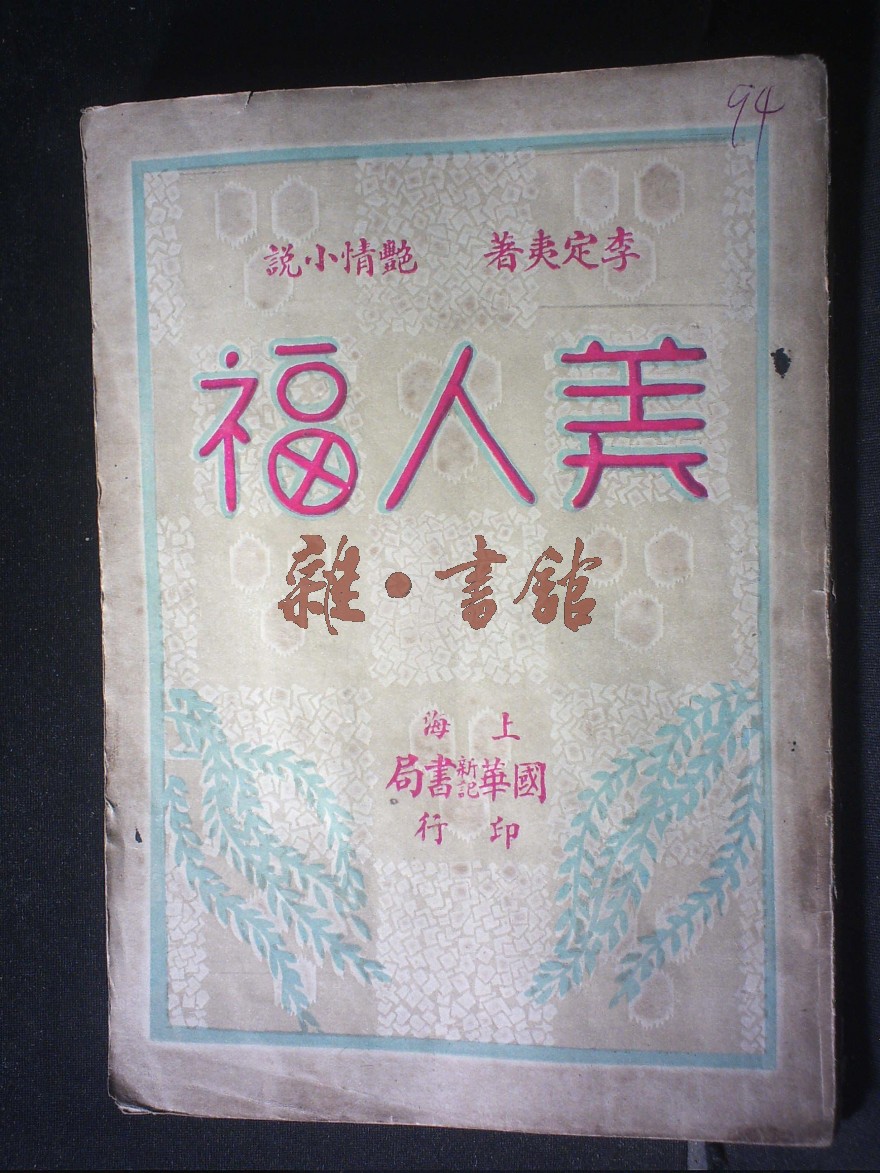 94
李定夷著 艷情小説
美人福
雜·書館
上海
國華新記書局
印行